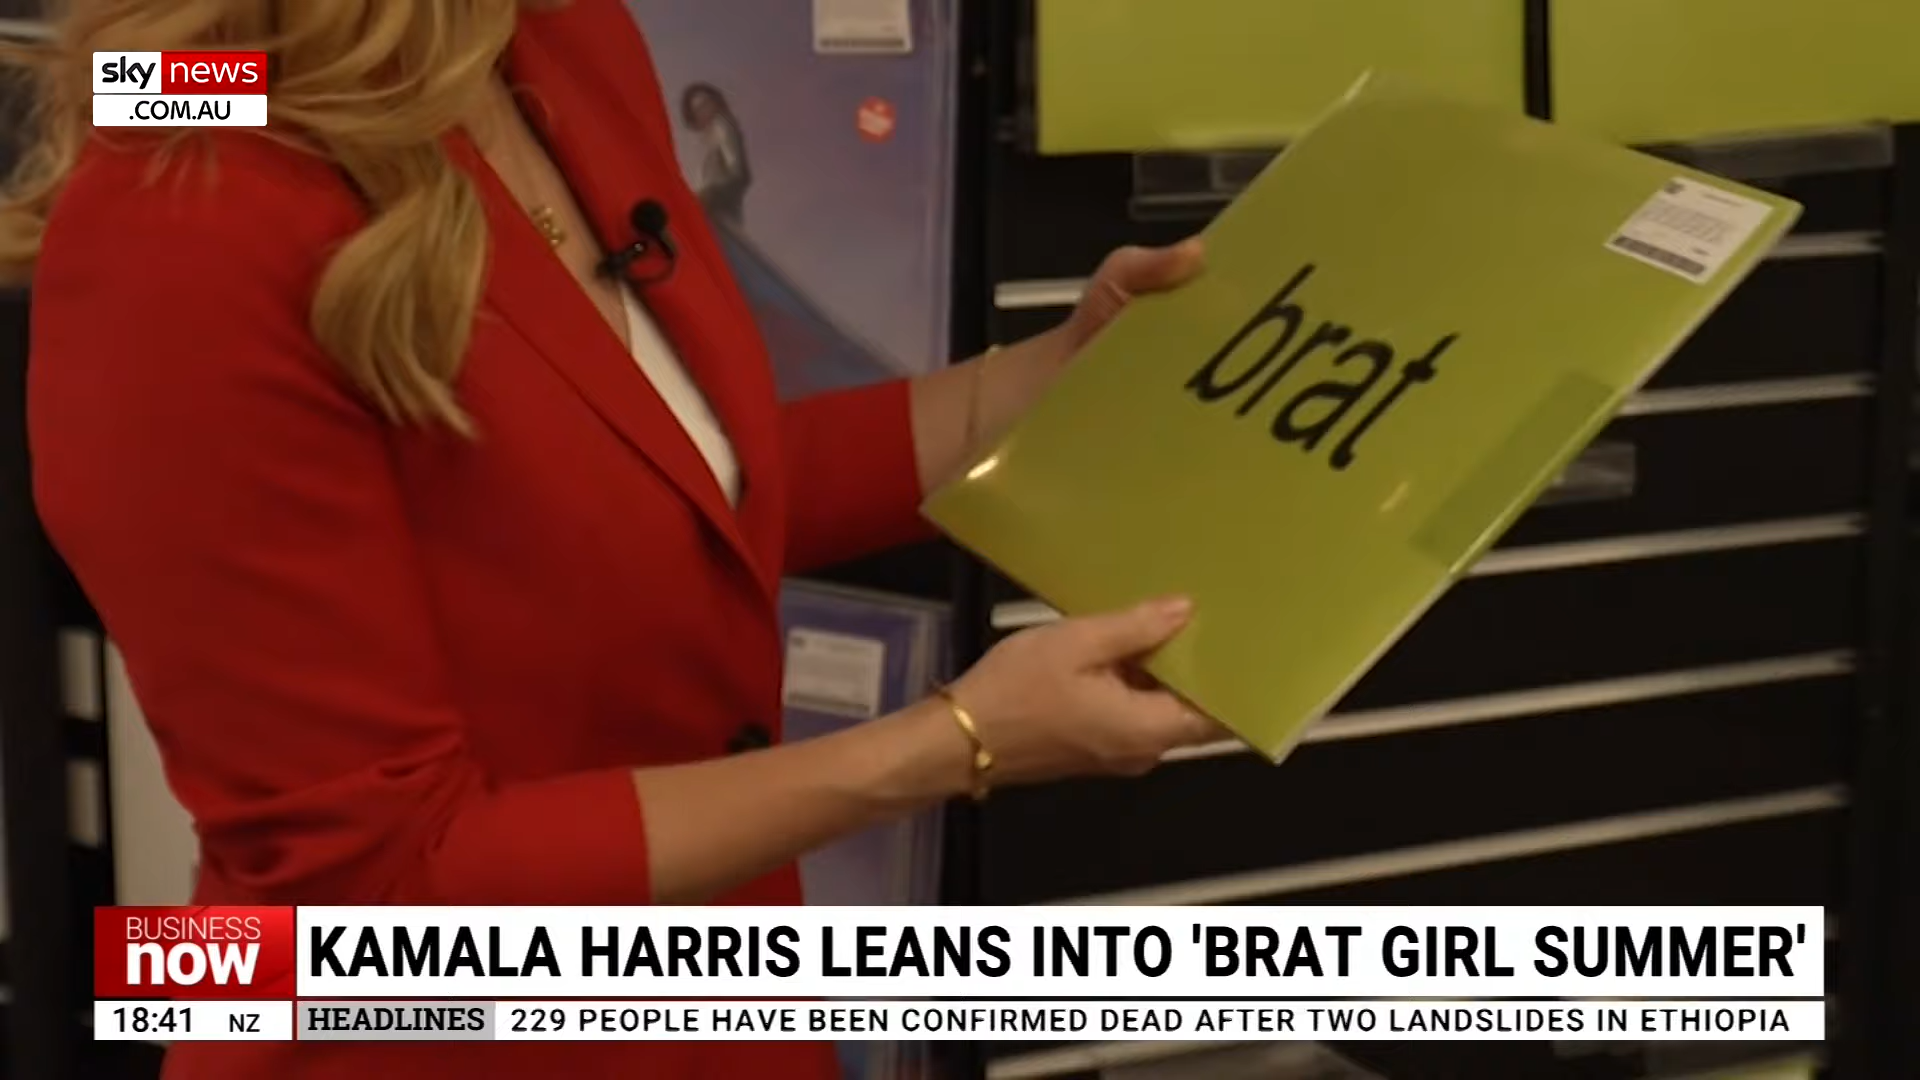 sky news
.COM.AU
brat
BUSINESS
now
KAMALA HARRIS LEANS INTO 'BRAT GIRL SUMMER'
18:41 NZ
HEADLINES
229 PEOPLE HAVE BEEN CONFIRMED DEAD AFTER TWO LANDSLIDES IN ETHIOPIA